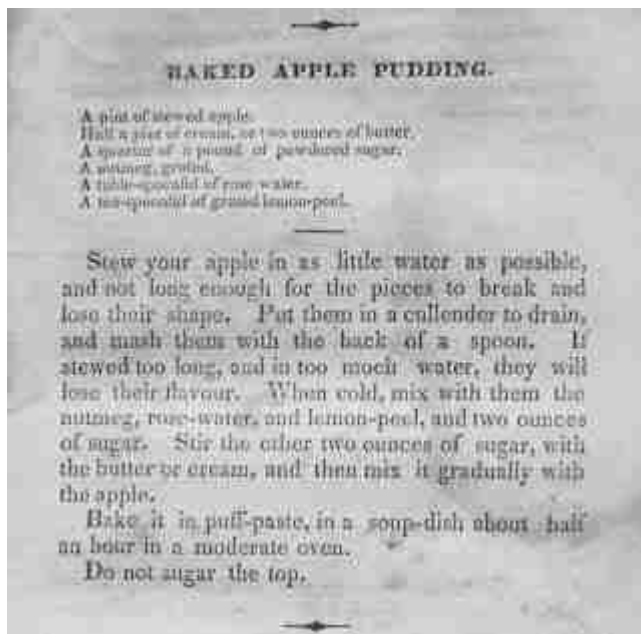 BAKED APPLE PUDDING.
A pint of stewed apple.
Half a pint of cream, or two ounces of butter.
A quarter of a pound of powdered sugar.
A nutmeg, grated.
A table-spoonful of rose water.
A tea-spoonful of grated lemon-peel.
Stew your apple in as little water as possible,
and not long enough for the pieces to break and
lose their shape. Put them in a cullender to drain,
and mash them with the back of a spoon. If
stewed too long, and in too much water, they will
lose their flavour. When cold, mix with them the
nutmeg, rose-water, and lemon-peel, and two ounces
of sugar. Stir the other two ounces of sugar, with
the butter or cream, and then mix it gradually with
the apple.
Bake it in puff-paste, in a soup-dish about half
an hour in a moderate oven.
Do not sugar the top.